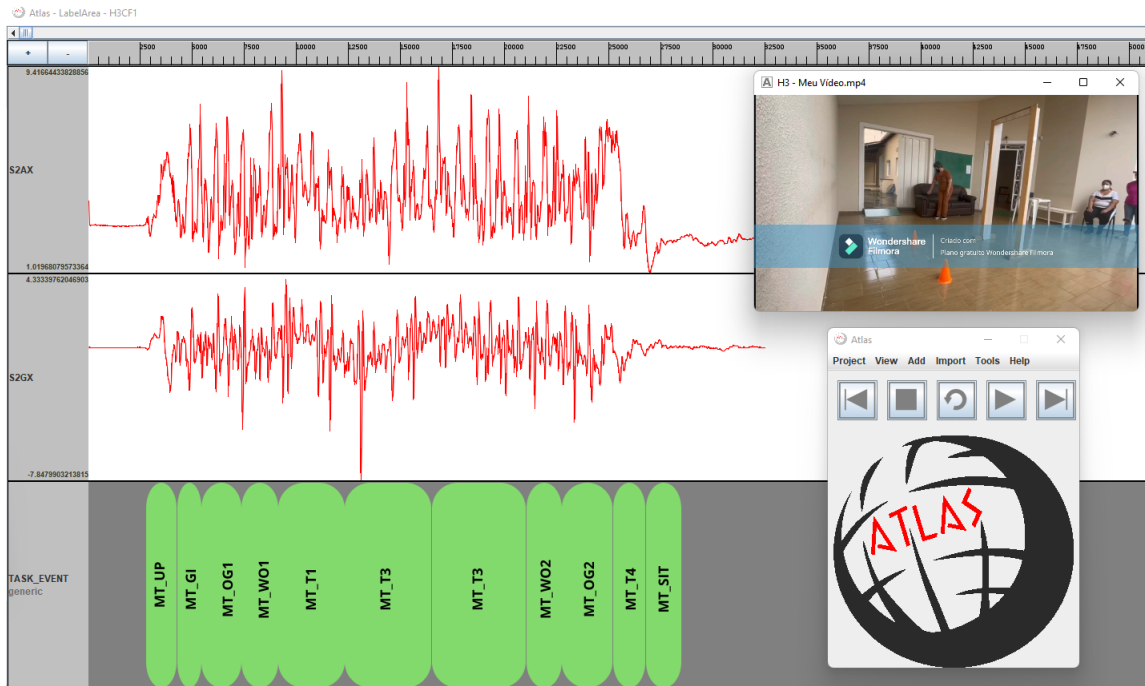 Atlas - LabelArea - H3CF1
+ -
2500 5000 7500 10000 12500 15000 17500 20000 22500 25000 27500 30000 32500 35000 37500 40000 42500 45000 47500
9.41664433828856
S2AX
1.01968079573364
4.33339762046903
S2GX
-7.8479903213815
TASK_EVENT
generic
MT_UP
MT_GI
MT_OG1
MT_WO1
MT_T1
MT_T3
MT_T3
MT_WO2
MT_OG2
MT_T4
MT_SIT
A H3 - Meu Vídeo.mp4
Wondershare
Filmora
Criado com
Plano gratuito Wondershare Filmora
Atlas
Project View Add Import Tools Help
ATLAS